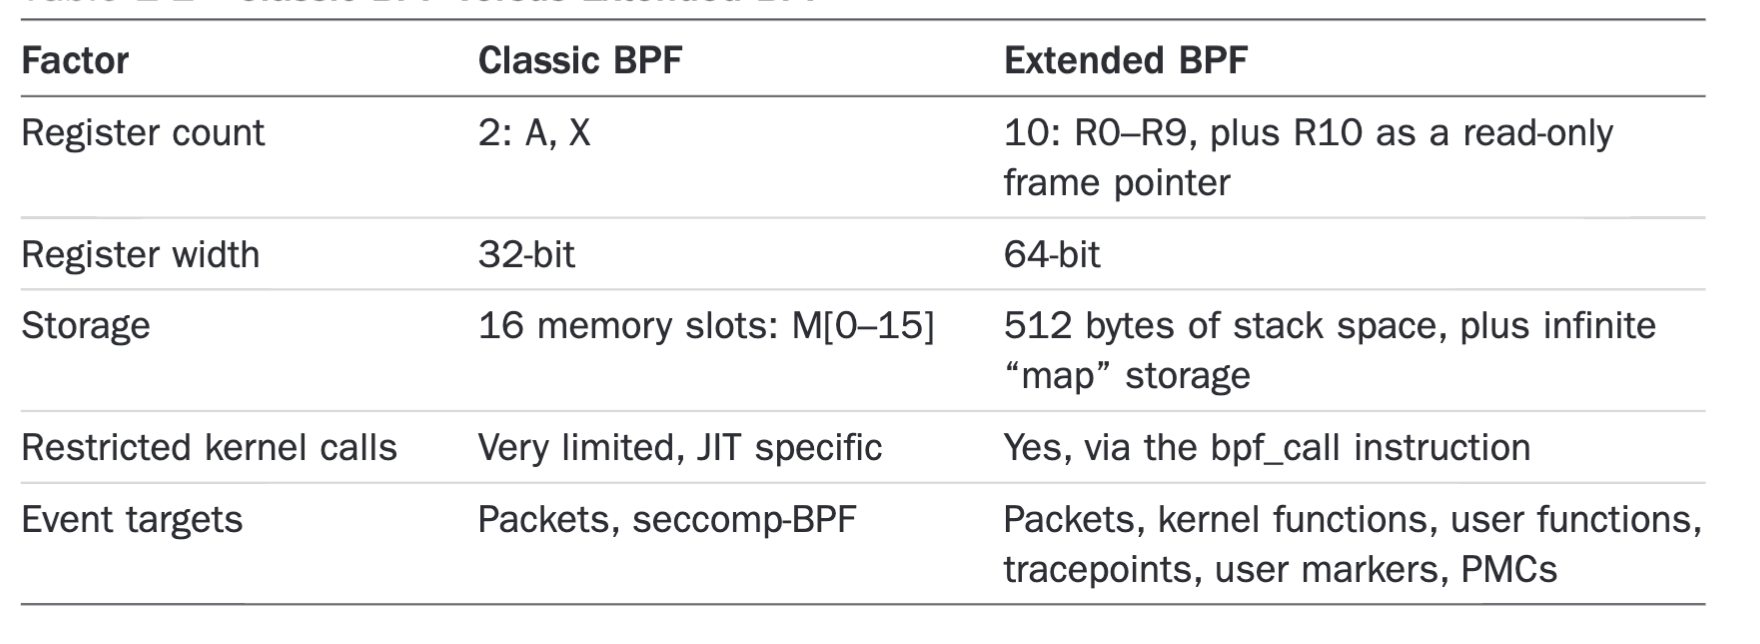 Factor Classic BPF Extended BPF
Register count 2: A, X 10: R0–R9, plus R10 as a read-only
frame pointer
Register width 32-bit 64-bit
Storage 16 memory slots: M[0–15] 512 bytes of stack space, plus infinite
“map” storage
Restricted kernel calls Very limited, JIT specific Yes, via the bpf_call instruction
Event targets Packets, seccomp-BPF Packets, kernel functions, user functions,
tracepoints, user markers, PMCs